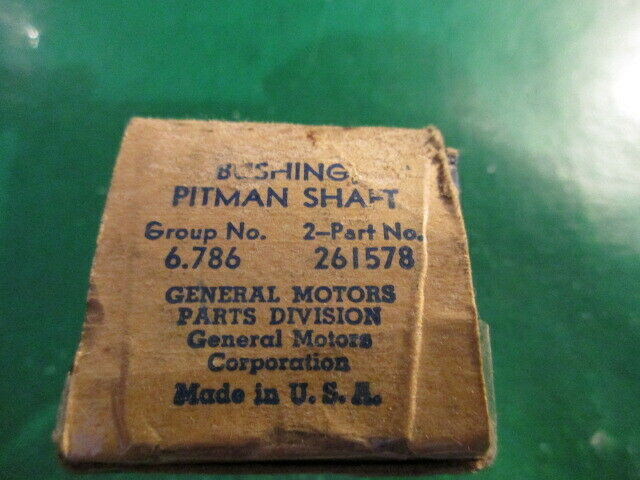 BUSHING,
PITMAN SHAFT
Group No. 2-Part No.
6.786 261578
GENERAL MOTORS
PARTS DIVISION
General Motors
Corporation
Made in U. S. A.